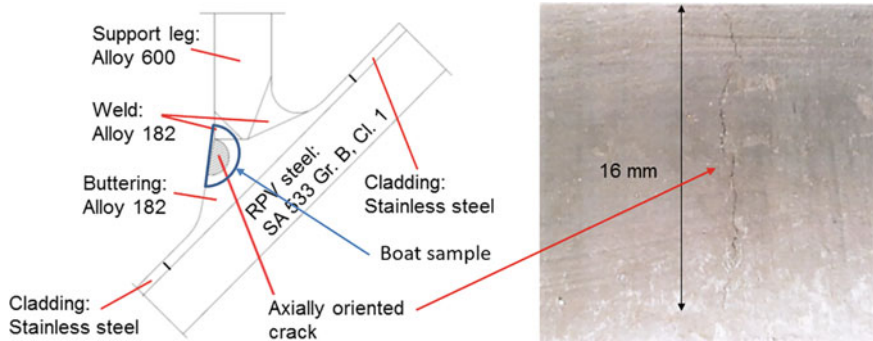 Support leg:
Alloy 600
Weld:
Alloy 182
Buttering:
Alloy 182
RPV steel:
SA 533 Gr. B, Cl. 1
Cladding:
Stainless steel
Boat sample
Cladding:
Stainless steel
Axially oriented
crack
16 mm